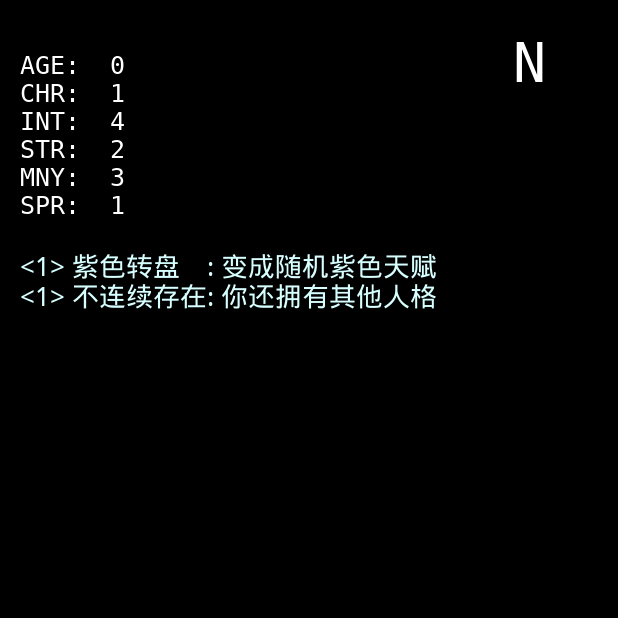 N
AGE: 0
CHR: 1
INT: 4
STR: 2
MNY: 3
SPR: 1
<1> 紫色转盘 : 变成随机紫色天赋
<1> 不连续存在: 你还拥有其他人格